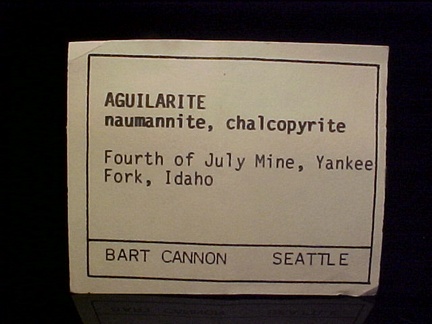 AGUILARITE
naumannite, chalcopyrite
Fourth of July Mine, Yankee
Fork, Idaho
BART CANNON SEATTLE